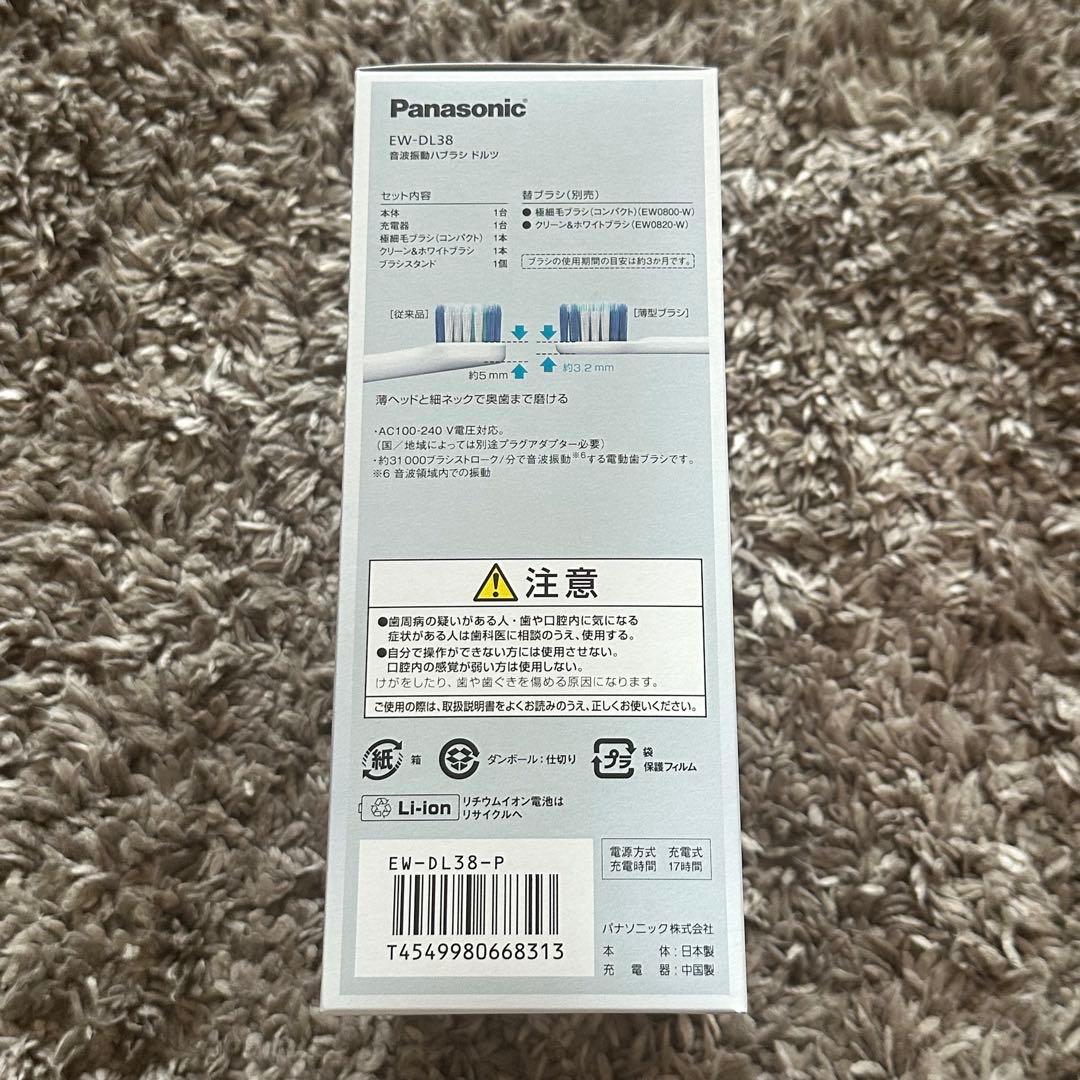 Panasonic
EW-DL38
音波振動ハブラシ ドルツ
セット内容
本体 1台
充電器 1台
極細毛ブラシ(コンパクト) 1本
クリーン&ホワイトブラシ 1本
ブラシスタンド 1個
替ブラシ(別売)
● 極細毛ブラシ(コンパクト)(EW0800-W)
● クリーン&ホワイトブラシ(EW0820-W)
ブラシの使用期間の目安は約3か月です。
[従来品]
[薄型ブラシ]
約5mm
約3.2mm
薄ヘッドと細ネックで奥歯まで磨ける
・AC100-240 V電圧対応。
(国/地域によっては別途プラグアダプター必要)
・約31000ブラシストローク/分で音波振動※6する電動歯ブラシです。
※6 音波領域内での振動
注意
●歯周病の疑いがある人・歯や口腔内に気になる
症状がある人は歯科医に相談のうえ、使用する。
●自分で操作ができない方には使用させない。
口腔内の感覚が弱い方は使用しない。
けがをしたり、歯や歯ぐきを傷める原因になります。
ご使用の際は、取扱説明書をよくお読みのうえ、正しくお使いください。
紙 箱
ダンボール:仕切り
プラ
袋
保護フィルム
Li-ion
リチウムイオン電池は
リサイクルへ
EW-DL38-P
T4549980668313
電源方式 充電式
充電時間 17時間
パナソニック株式会社
本体:日本製
充電器:中国製